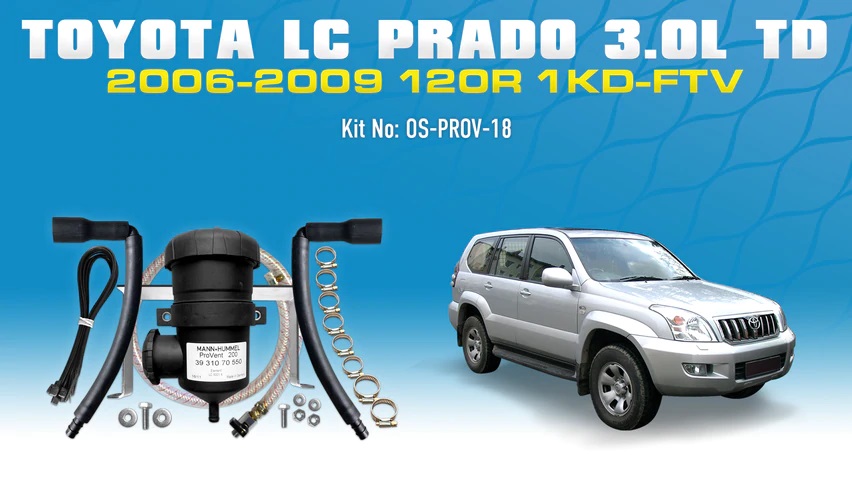 TOYOTA LC PRADO 3.0L TD
2006-2009 120R 1KD-FTV
Kit No: OS-PROV-18
MANN+HUMMEL
ProVent 200
39 310 70 550